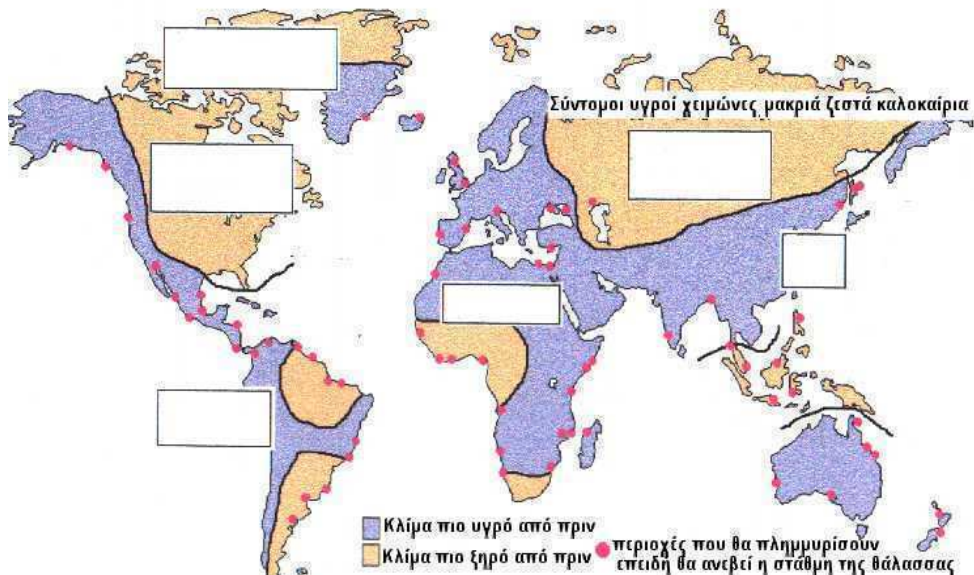 Σύντομοι υγροί χειμώνες μακριά ζεστά καλοκαίρια
Κλίμα πιο υγρό από πριν
Κλίμα πιο ξηρό από πριν
περιοχές που θα πλημμυρίσουν
επειδή θα ανεβεί η στάθμη της θάλασσας